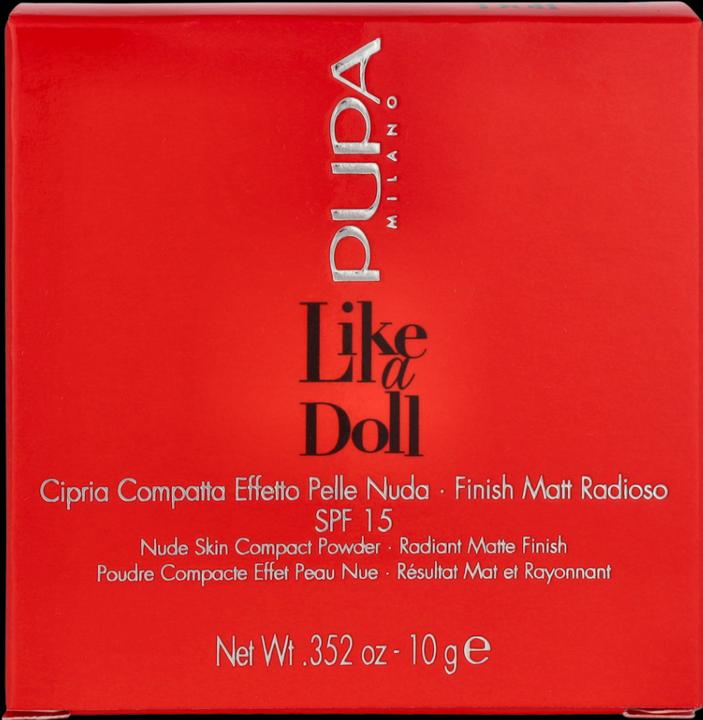 PUPA
MILANO
Like
a
Doll
Cipria Compatta Effetto Pelle Nuda · Finish Matt Radioso
SPF 15
Nude Skin Compact Powder · Radiant Matte Finish
Poudre Compacte Effet Peau Nue · Résultat Mat et Rayonnant
Net Wt .352 oz - 10 g ℮